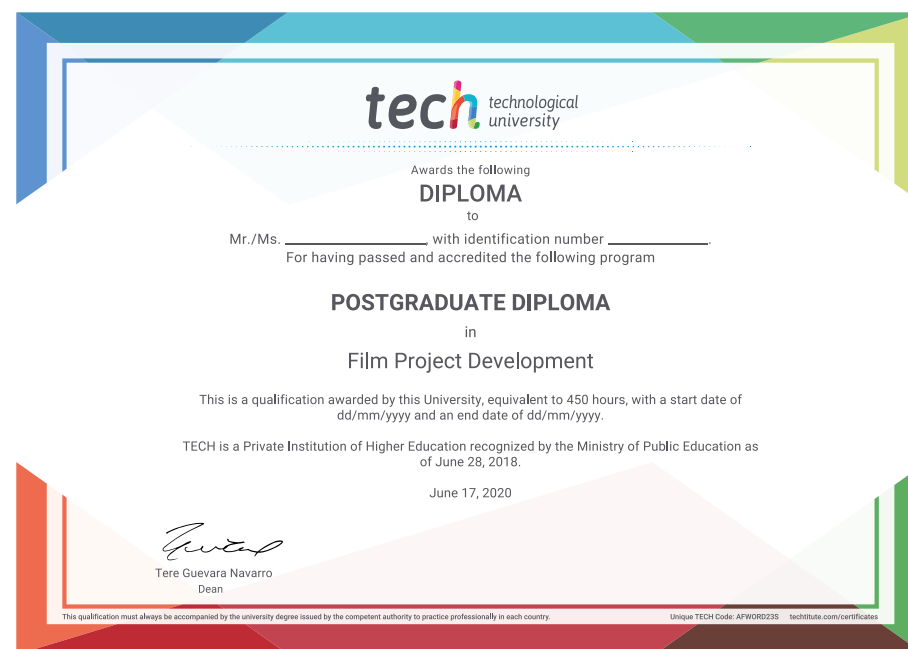 tech technological
university
Awards the following
DIPLOMA
to
Mr./Ms. ____________, with identification number ____________.
For having passed and accredited the following program
POSTGRADUATE DIPLOMA
in
Film Project Development
This is a qualification awarded by this University, equivalent to 450 hours, with a start date of
dd/mm/yyyy and an end date of dd/mm/yyyy.
TECH is a Private Institution of Higher Education recognized by the Ministry of Public Education as
of June 28, 2018.
June 17, 2020
Tere Guevara Navarro
Dean
This qualification must always be accompanied by the university degree issued by the competent authority to practice professionally in each country. Unique TECH Code: AFWORD23S techtitute.com/certificates